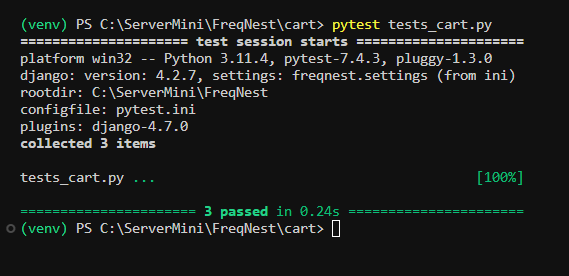 (venv) PS C:\ServerMini\FreqNest\cart> pytest tests_cart.py
===================== test session starts =====================
platform win32 -- Python 3.11.4, pytest-7.4.3, pluggy-1.3.0
django: version: 4.2.7, settings: freqnest.settings (from ini)
rootdir: C:\ServerMini\FreqNest
configfile: pytest.ini
plugins: django-4.7.0
collected 3 items
tests_cart.py ... [100%]
====================== 3 passed in 0.24s ======================
(venv) PS C:\ServerMini\FreqNest\cart>